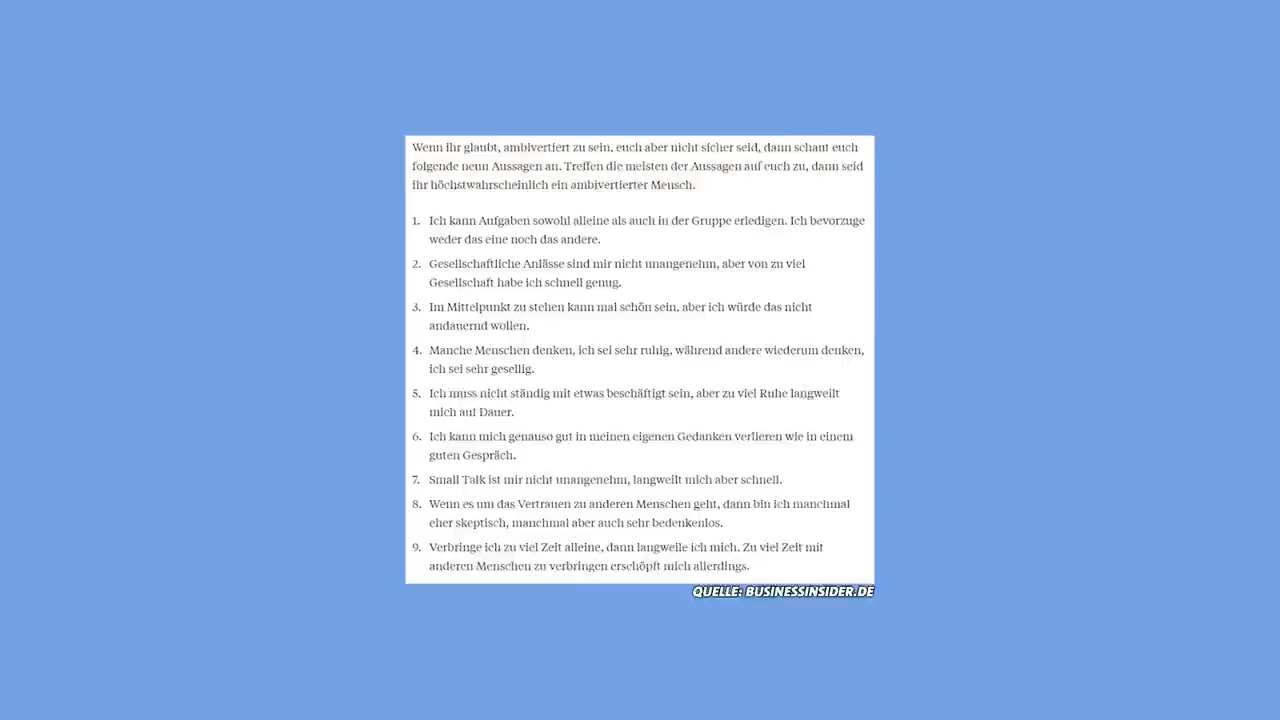 Wenn ihr glaubt, ambivertiert zu sein, euch aber nicht sicher seid, dann schaut euch
folgende neun Aussagen an. Treffen die meisten der Aussagen auf euch zu, dann seid
ihr höchstwahrscheinlich ein ambivertierter Mensch.
1. Ich kann Aufgaben sowohl alleine als auch in der Gruppe erledigen. Ich bevorzuge
weder das eine noch das andere.
2. Gesellschaftliche Anlässe sind mir nicht unangenehm, aber von zu viel
Gesellschaft habe ich schnell genug.
3. Im Mittelpunkt zu stehen kann mal schön sein, aber ich würde das nicht
andauernd wollen.
4. Manche Menschen denken, ich sei sehr ruhig, während andere wiederum denken,
ich sei sehr gesellig.
5. Ich muss nicht ständig mit etwas beschäftigt sein, aber zu viel Ruhe langweilt
mich auf Dauer.
6. Ich kann mich genauso gut in meinen eigenen Gedanken verlieren wie in einem
guten Gespräch.
7. Small Talk ist mir nicht unangenehm, langweilt mich aber schnell.
8. Wenn es um das Vertrauen zu anderen Menschen geht, dann bin ich manchmal
eher skeptisch, manchmal aber auch sehr bedenkenlos.
9. Verbringe ich zu viel Zeit alleine, dann langweile ich mich. Zu viel Zeit mit
anderen Menschen zu verbringen erschöpft mich allerdings.
QUELLE: BUSINESSINSIDER.DE